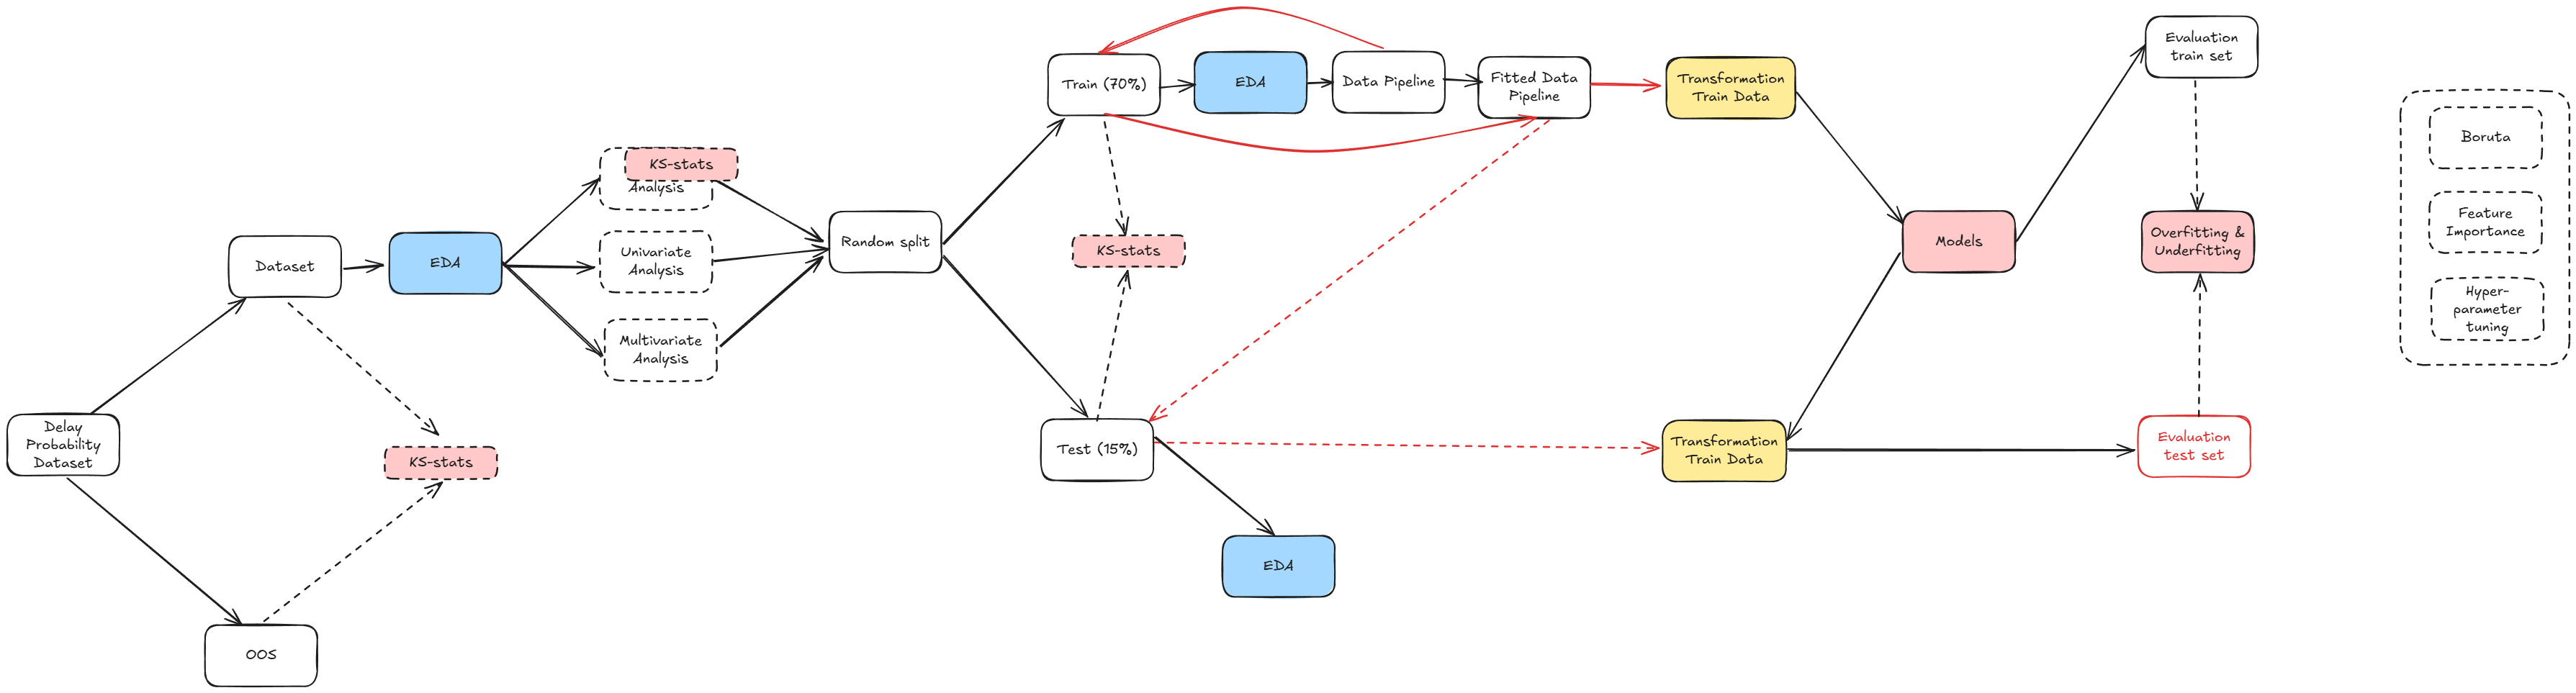 Evaluation
train set
Train (70%)
EDA
Data Pipeline
Fitted Data
Pipeline
Transformation
Train Data
Boruta
KS-stats
Analysis
Feature
Importance
Random split
Models
Overfitting &
Underfitting
Univariate
Analysis
KS-stats
Dataset
EDA
Hyper-
parameter
tuning
Multivariate
Analysis
Delay
Probability
Dataset
KS-stats
Test (15%)
Transformation
Train Data
Evaluation
test set
EDA
OOS